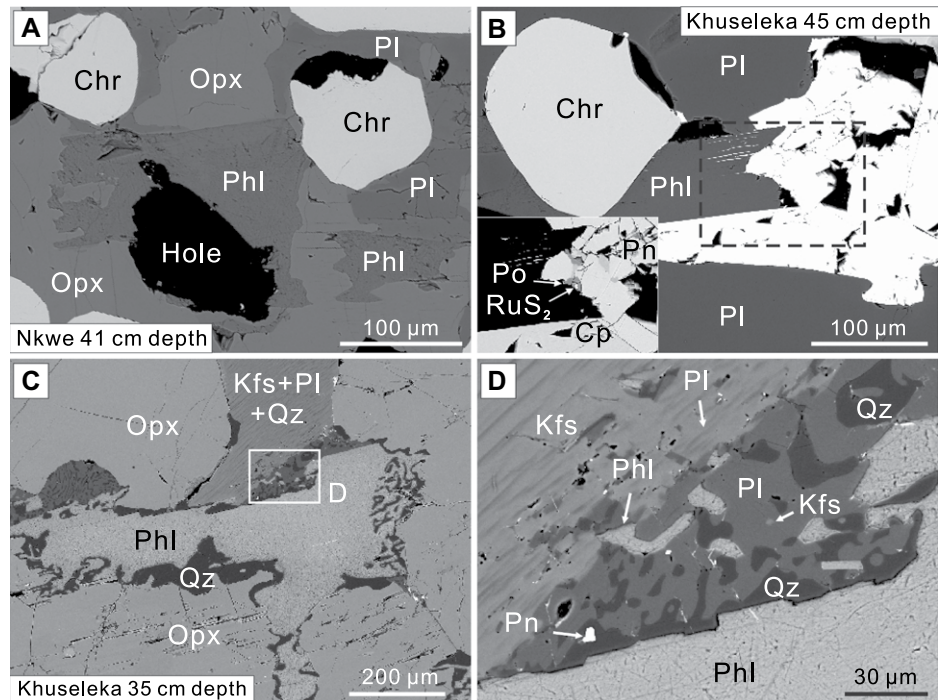 A
Chr
Opx
Pl
Chr
Phl
Pl
Hole
Opx
Phl
Nkwe 41 cm depth
100 µm
B
Khuseleka 45 cm depth
Pl
Chr
Phl
Pn
Po
RuS2
Cp
Pl
100 µm
C
Kfs+Pl
+Qz
Opx
D
Phl
Qz
Opx
Khuseleka 35 cm depth
200 µm
D
Pl
Qz
Kfs
Phl
Pl
Kfs
Qz
Pn
Phl
30 µm